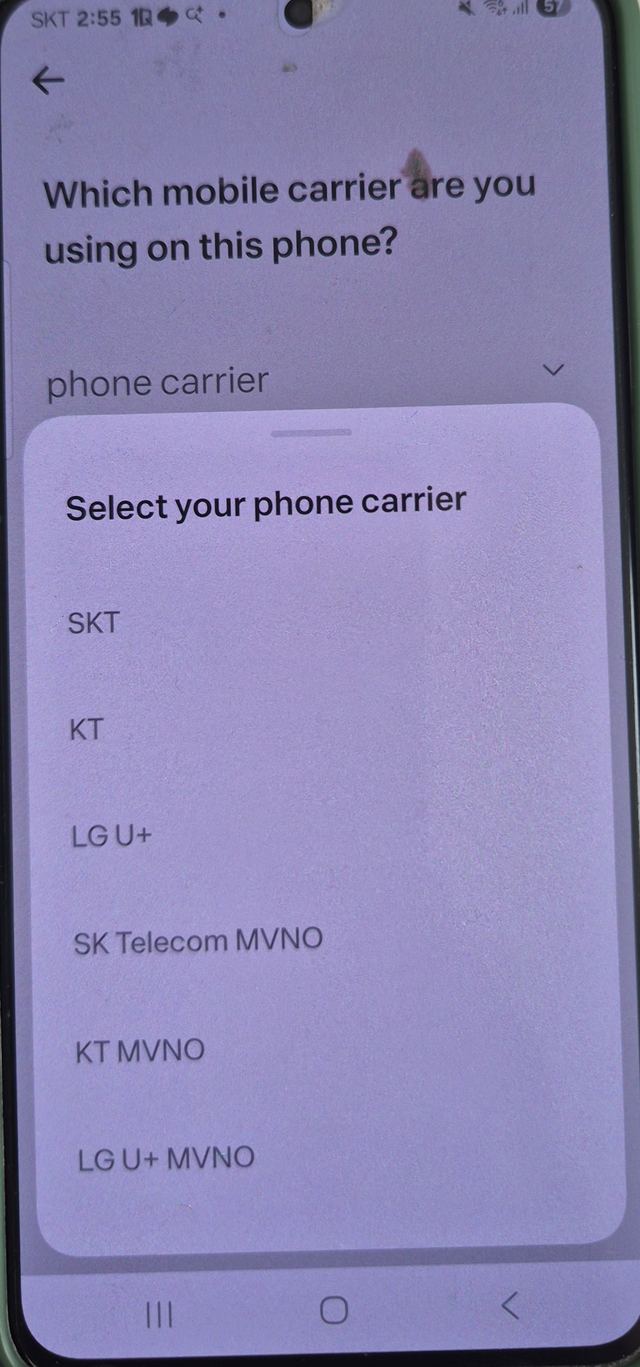 SKT 2:55
Which mobile carrier are you
using on this phone?
phone carrier
Select your phone carrier
SKT
KT
LG U+
SK Telecom MVNO
KT MVNO
LG U+ MVNO